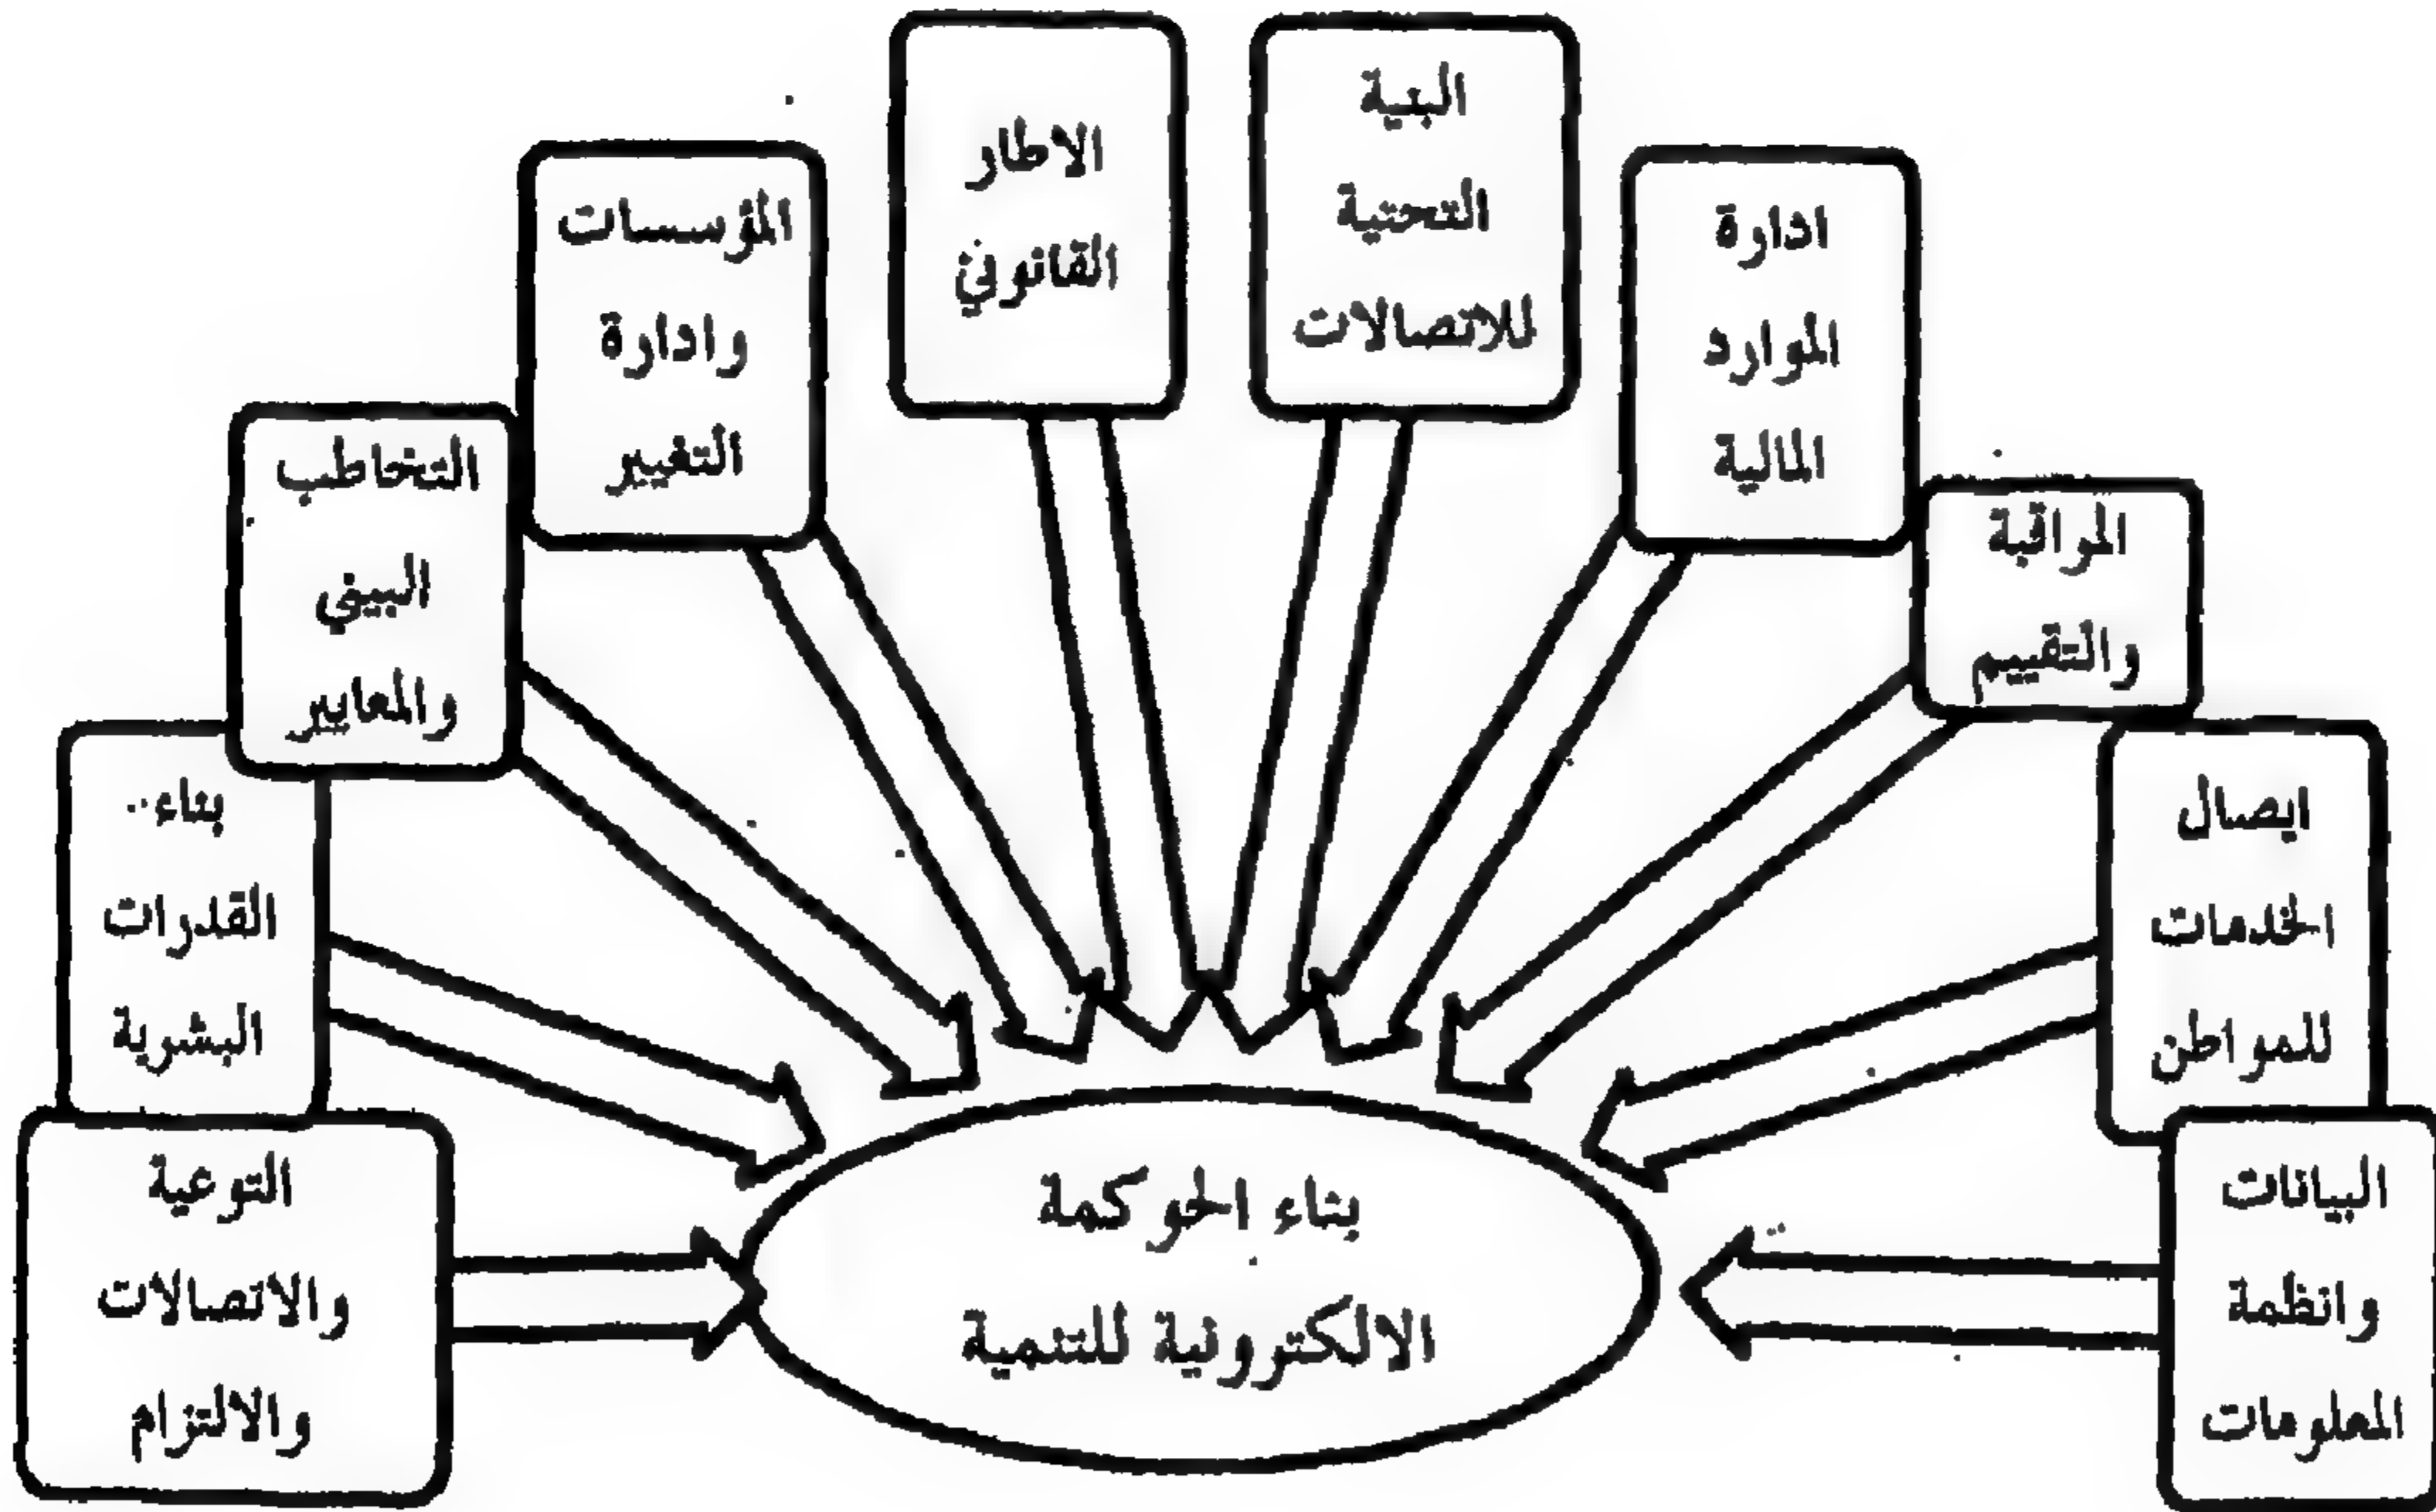 البنية
التحتية
للاتصالات
الاطار
القانوني
ادارة
الموارد
المالية
المؤسسات
وادارة
التغيير
المراقبة
والتقييم
التخاطب
البيني
والمعايير
ايصال
الخدمات
للمواطن
بناء
القدرات
البشرية
البيانات
وانظمة
المعلومات
التوعية
والاتصالات
والالتزام
بناء الحوكمة
الالكترونية للتنمية